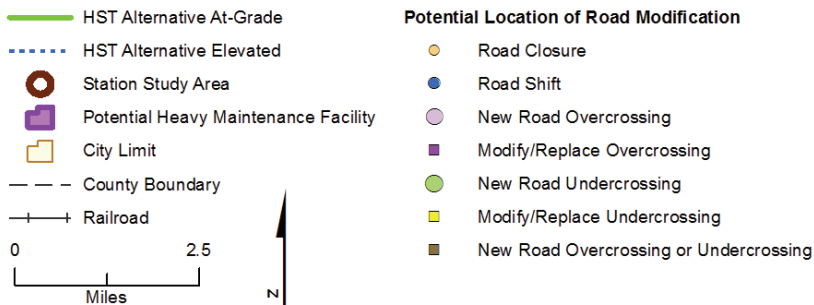 HST Alternative At-Grade
HST Alternative Elevated
Station Study Area
Potential Heavy Maintenance Facility
City Limit
County Boundary
Railroad
0 2.5
Miles
N
Potential Location of Road Modification
Road Closure
Road Shift
New Road Overcrossing
Modify/Replace Overcrossing
New Road Undercrossing
Modify/Replace Undercrossing
New Road Overcrossing or Undercrossing